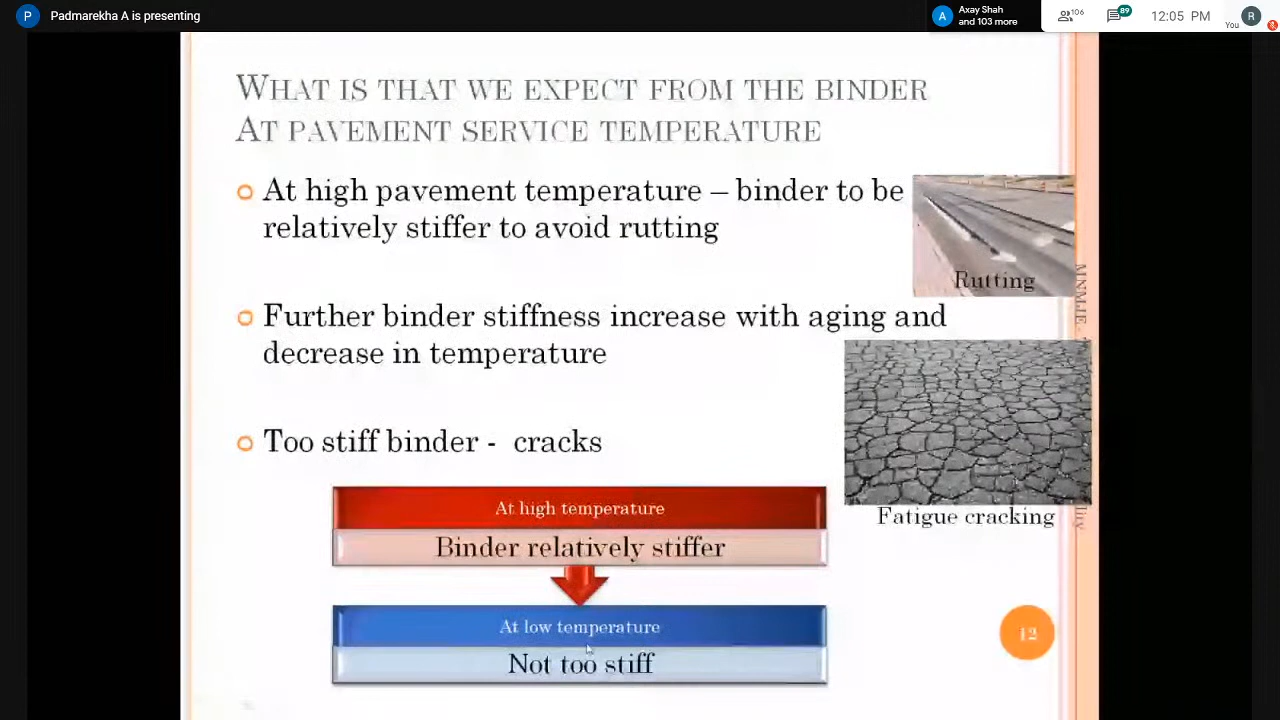 P Padmarekha A is presenting
A Axay Shah
and 103 more
106
89
12:05 PM
You
R
What is that we expect from the binder
At pavement service temperature
At high pavement temperature – binder to be
relatively stiffer to avoid rutting
Rutting
Further binder stiffness increase with aging and
decrease in temperature
Too stiff binder - cracks
Fatigue cracking
At high temperature
Binder relatively stiffer
At low temperature
Not too stiff
12